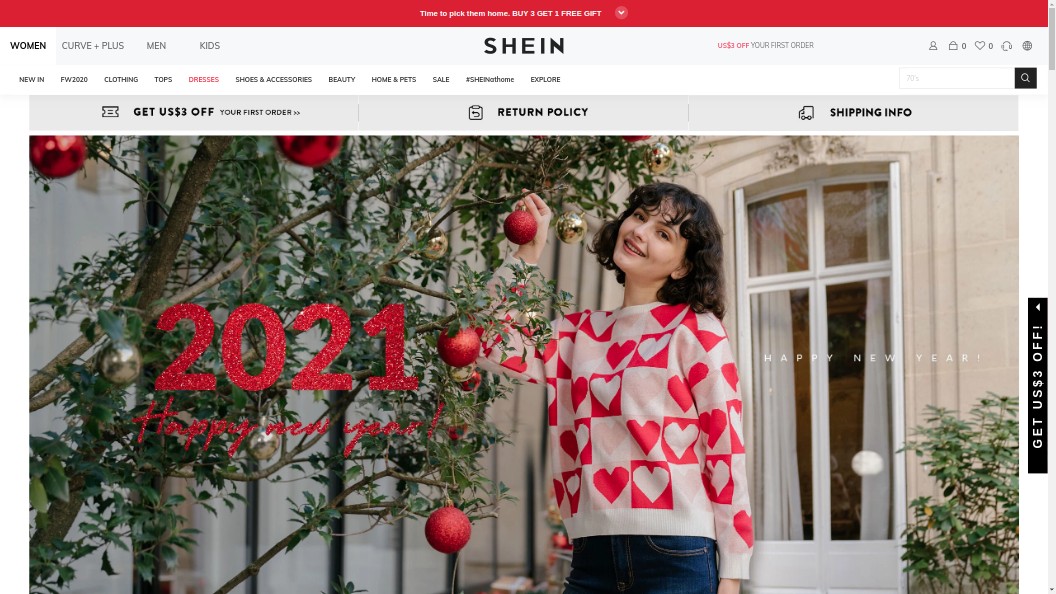 Time to pick them home. BUY 3 GET 1 FREE GIFT
WOMEN CURVE + PLUS MEN KIDS
SHEIN
US$3 OFF YOUR FIRST ORDER
0 0
NEW IN FW2020 CLOTHING TOPS DRESSES SHOES & ACCESSORIES BEAUTY HOME & PETS SALE #SHEINathome EXPLORE
70's
GET US$3 OFF YOUR FIRST ORDER >>
RETURN POLICY
SHIPPING INFO
2021
Happy new year!
HAPPY NEW YEAR!
GET US$3 OFF!